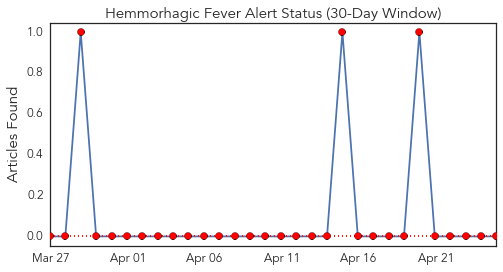 Hemmorhagic Fever Alert Status (30-Day Window)
Articles Found
1.0
0.8
0.6
0.4
0.2
0.0
Mar 27 Apr 01 Apr 06 Apr 11 Apr 16 Apr 21